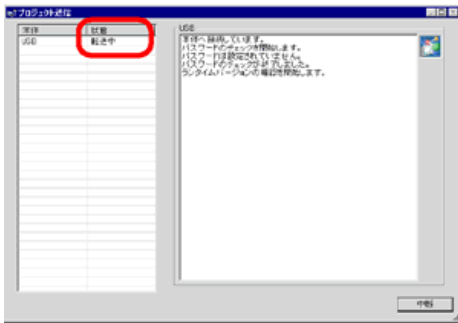 プロジェクト送信
本体
状態
USB
転送中
USB
本体へ接続しています。
パスワードのチェックを開始します。
パスワードは設定されていません。
パスワードのチェックが終了しました。
ランタイムバージョンの確認を開始します。
中断